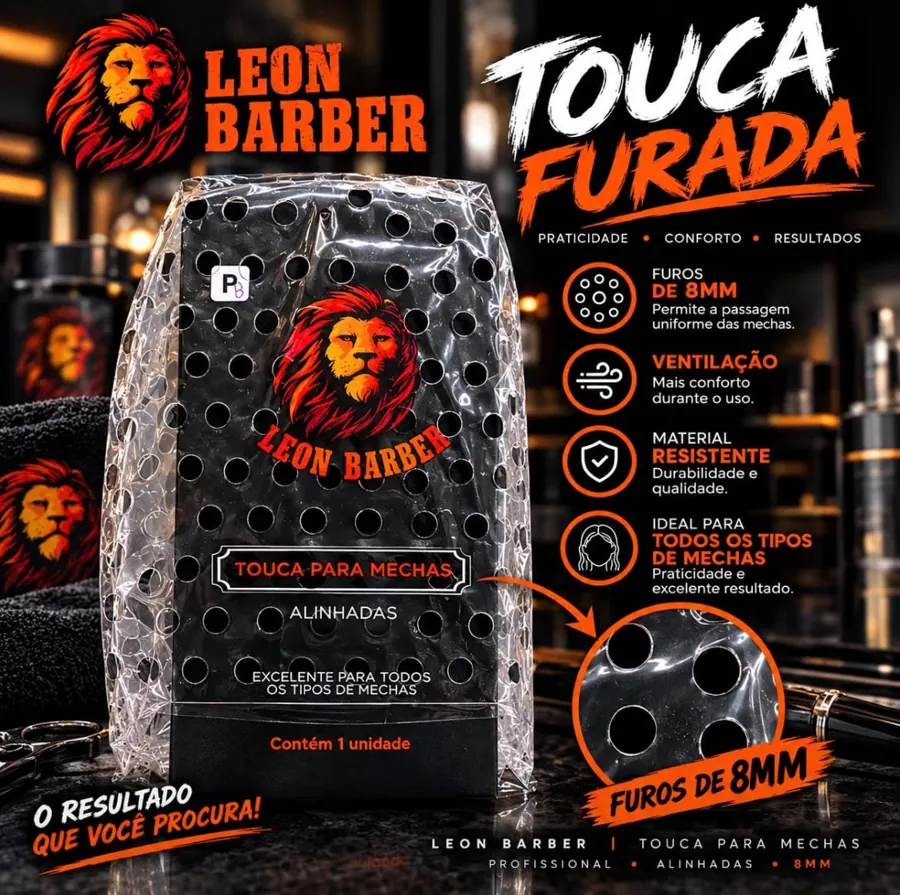 LEON
BARBER
TOUCA
FURADA
PRATICIDADE • CONFORTO • RESULTADOS
FUROS
DE 8MM
Permite a passagem
uniforme das mechas.
VENTILAÇÃO
Mais conforto
durante o uso.
MATERIAL
RESISTENTE
Durabilidade e
qualidade.
IDEAL PARA
TODOS OS TIPOS
DE MECHAS
Praticidade e
excelente resultado.
PB
LEON BARBER
TOUCA PARA MECHAS
ALINHADAS
EXCELENTE PARA TODOS
OS TIPOS DE MECHAS
Contém 1 unidade
FUROS DE 8MM
O RESULTADO
QUE VOCÊ PROCURA!
LEON BARBER | TOUCA PARA MECHAS
PROFISSIONAL • ALINHADAS • 8MM